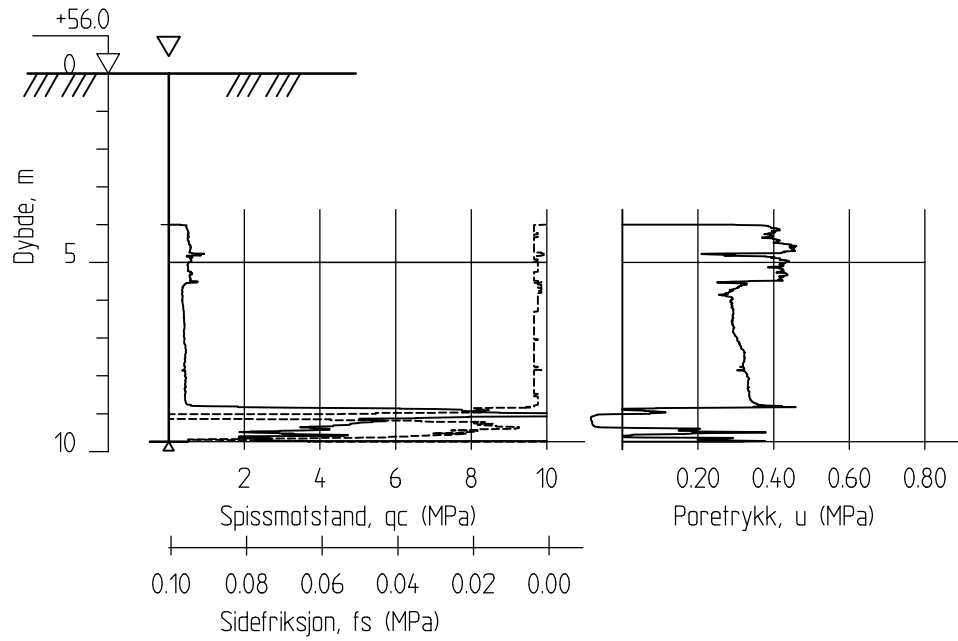 +56.0
0
Dybde, m
5
10
2 4 6 8 10
Spissmotstand, qc (MPa)
0.10 0.08 0.06 0.04 0.02 0.00
Sidefriksjon, fs (MPa)
0.20 0.40 0.60 0.80
Poretrykk, u (MPa)